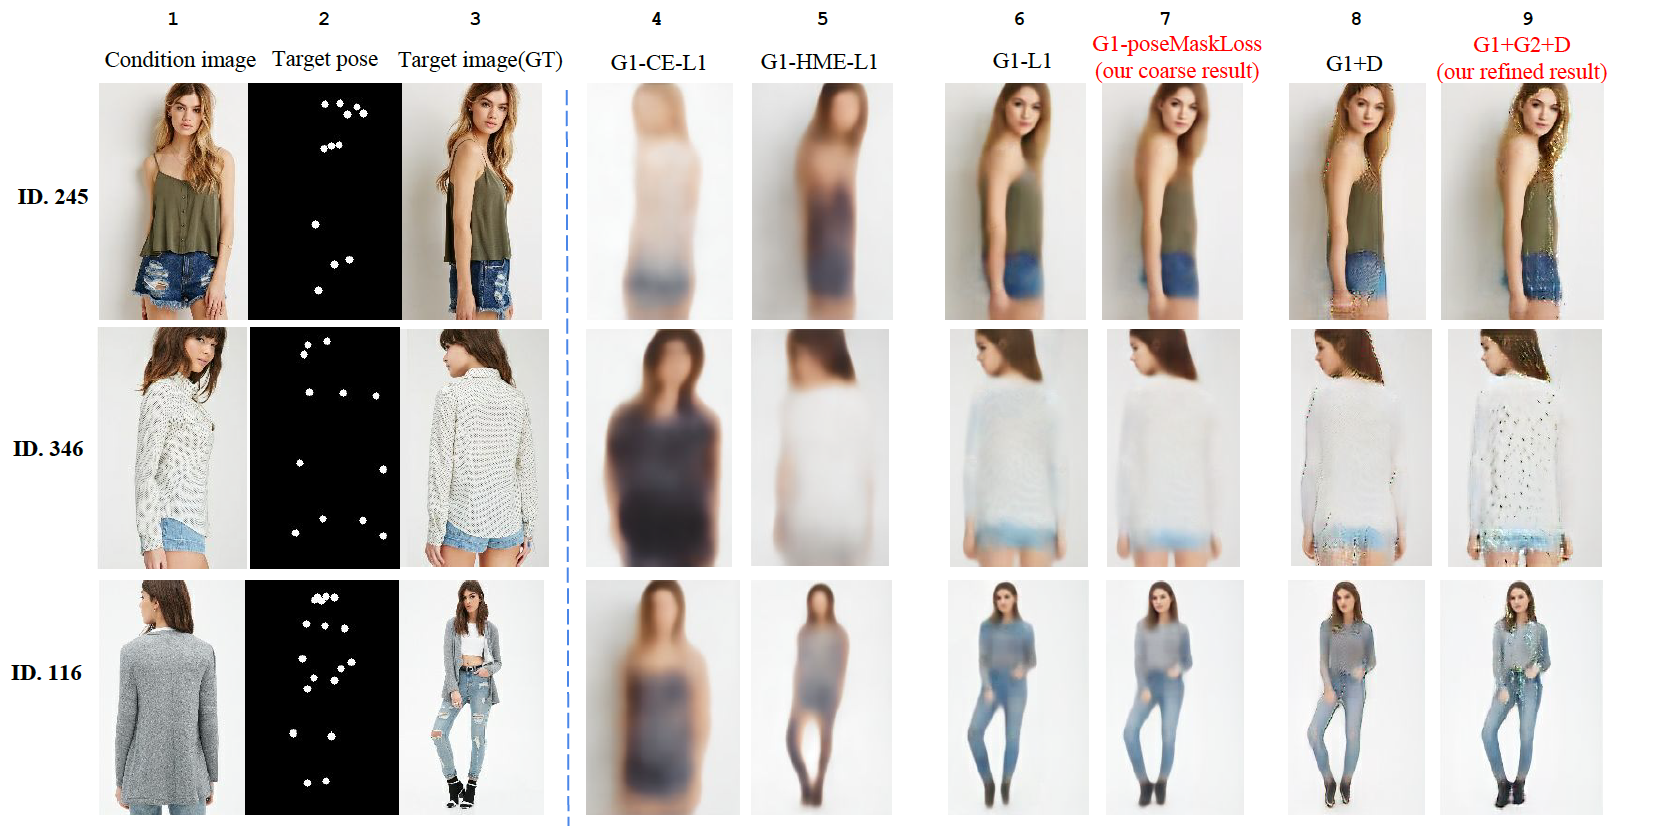 1 2 3 4 5 6 7 8 9
Condition image Target pose Target image(GT) G1-CE-L1 G1-HME-L1 G1-L1 G1-poseMaskLoss G1+D G1+G2+D
(our coarse result) (our refined result)
ID. 245
ID. 346
ID. 116